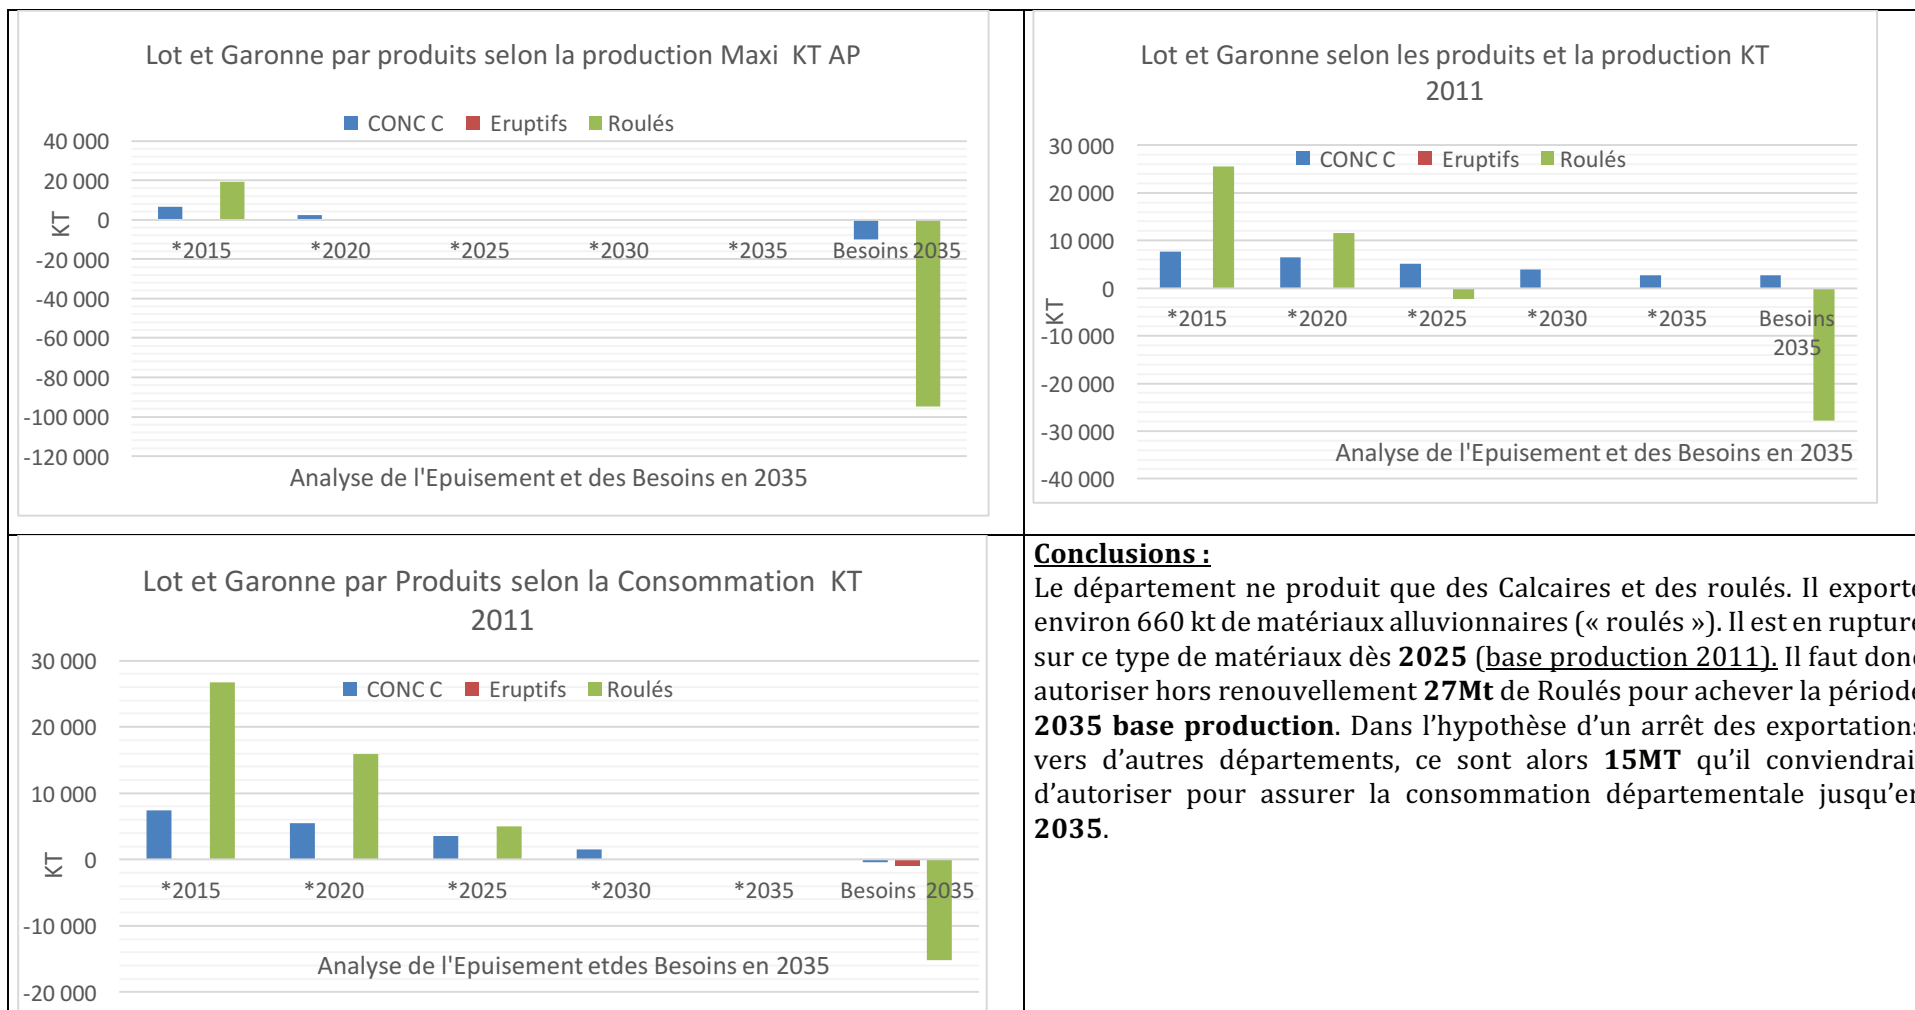 Lot et Garonne par produits selon la production Maxi KT AP
CONC C Eruptifs Roulés
40 000
20 000
0
-20 000
-40 000
-60 000
-80 000
-100 000
-120 000
KT
*2015 *2020 *2025 *2030 *2035 Besoins 2035
Analyse de l'Epuisement et des Besoins en 2035
Lot et Garonne selon les produits et la production KT
2011
CONC C Eruptifs Roulés
30 000
20 000
10 000
0
-10 000
-20 000
-30 000
-40 000
KT
*2015 *2020 *2025 *2030 *2035 Besoins
2035
Analyse de l'Epuisement et des Besoins en 2035
Lot et Garonne par Produits selon la Consommation KT
2011
CONC C Eruptifs Roulés
30 000
20 000
10 000
0
-10 000
-20 000
KT
*2015 *2020 *2025 *2030 *2035 Besoins 2035
Analyse de l'Epuisement etdes Besoins en 2035
Conclusions :
Le département ne produit que des Calcaires et des roulés. Il exporte
environ 660 kt de matériaux alluvionnaires (« roulés »). Il est en rupture
sur ce type de matériaux dès 2025 (base production 2011). Il faut donc
autoriser hors renouvellement 27Mt de Roulés pour achever la période
2035 base production. Dans l'hypothèse d'un arrêt des exportations
vers d'autres départements, ce sont alors 15MT qu'il conviendrai
d'autoriser pour assurer la consommation départementale jusqu'en
2035.